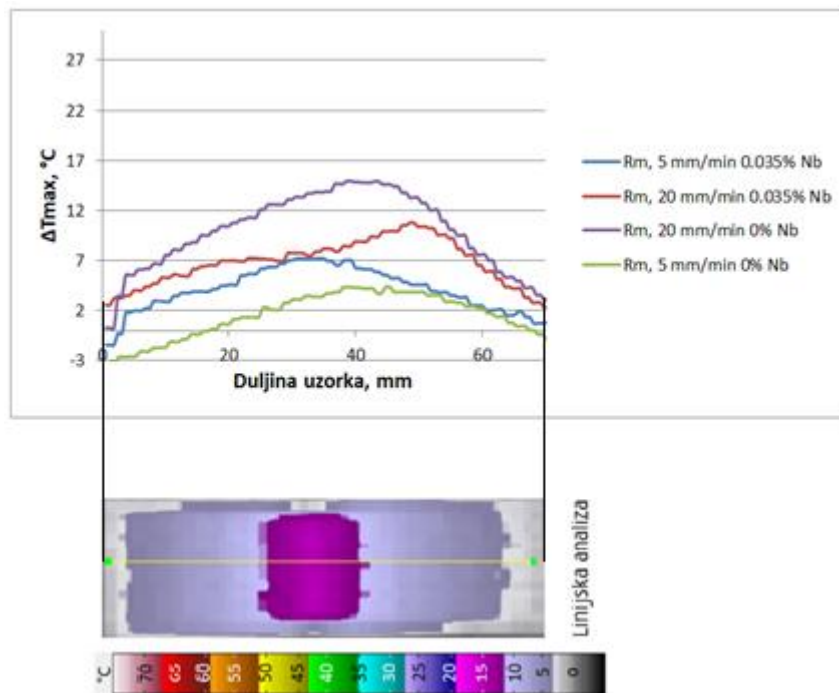 27
22
17
12
7
2
-3
ΔTmax, °C
0 20 40 60
Duljina uzorka, mm
Rm, 5 mm/min 0.035% Nb
Rm, 20 mm/min 0.035% Nb
Rm, 20 mm/min 0% Nb
Rm, 5 mm/min 0% Nb
Linijska analiza
°C 70 65 60 55 50 45 40 35 30 25 20 15 10 5 0